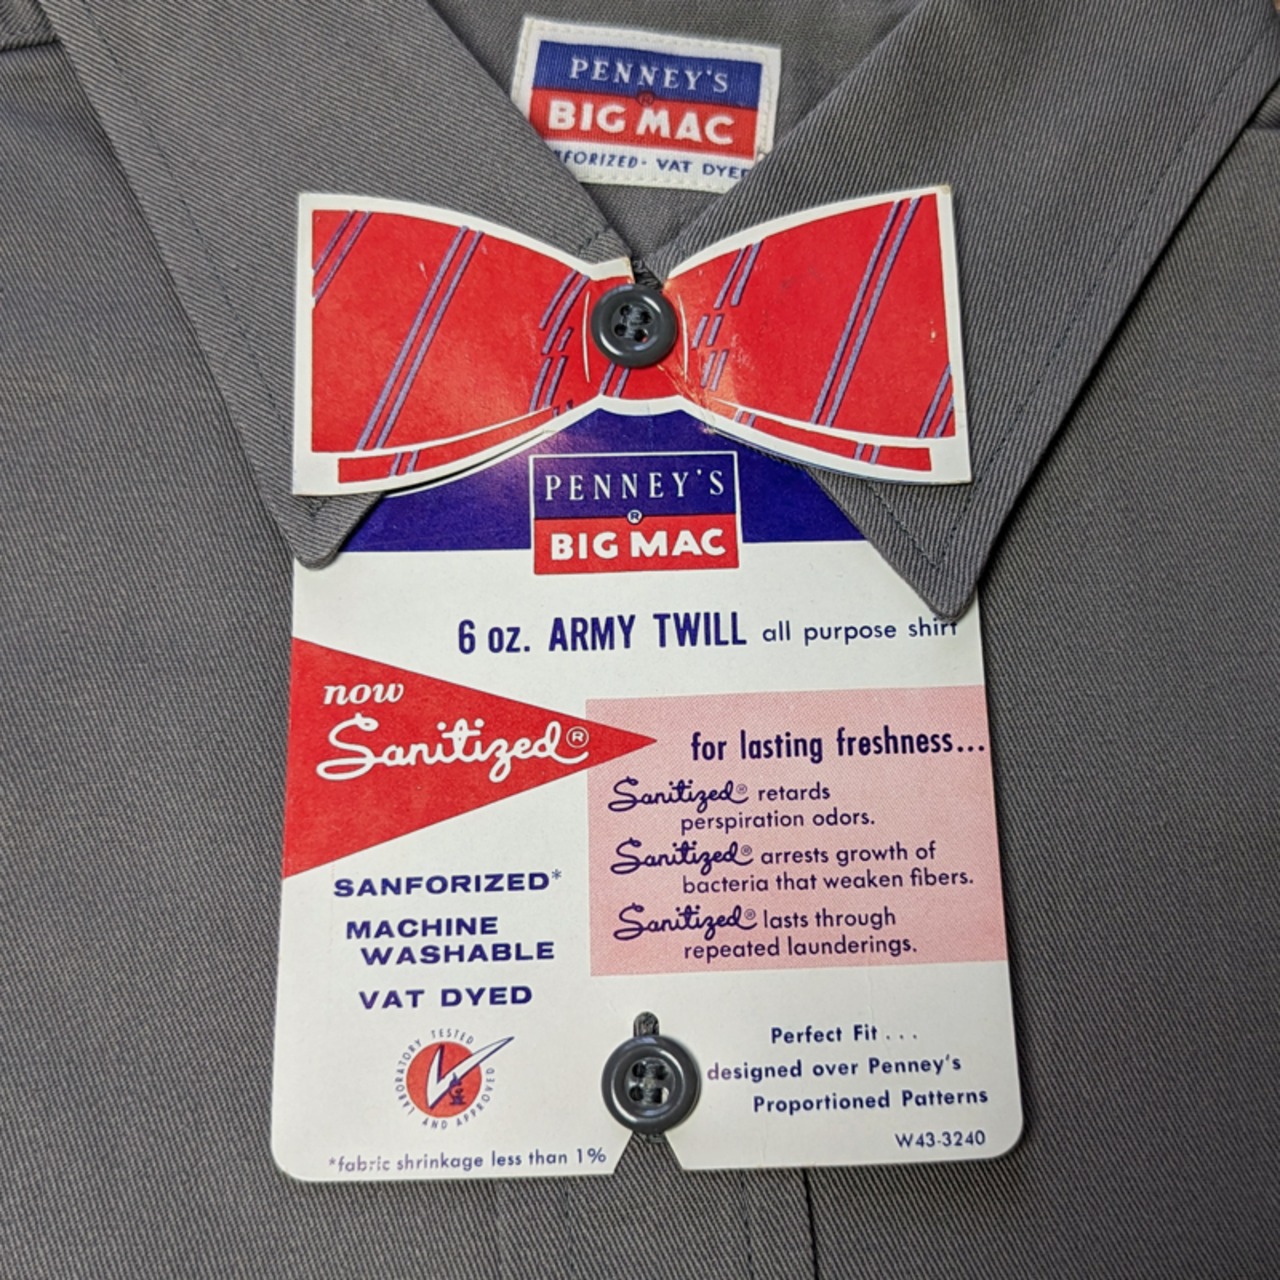 PENNEY'S
®
BIG MAC
FORIZED · VAT DYED
PENNEY'S
®
BIG MAC
6 oz. ARMY TWILL all purpose shirt
now
Sanitized®
for lasting freshness...
Sanitized® retards
perspiration odors.
Sanitized® arrests growth of
bacteria that weaken fibers.
Sanitized® lasts through
repeated launderings.
SANFORIZED*
MACHINE
WASHABLE
VAT DYED
LABORATORY TESTED
AND APPROVED
*fabric shrinkage less than 1%
Perfect Fit . . .
designed over Penney's
Proportioned Patterns
W43-3240